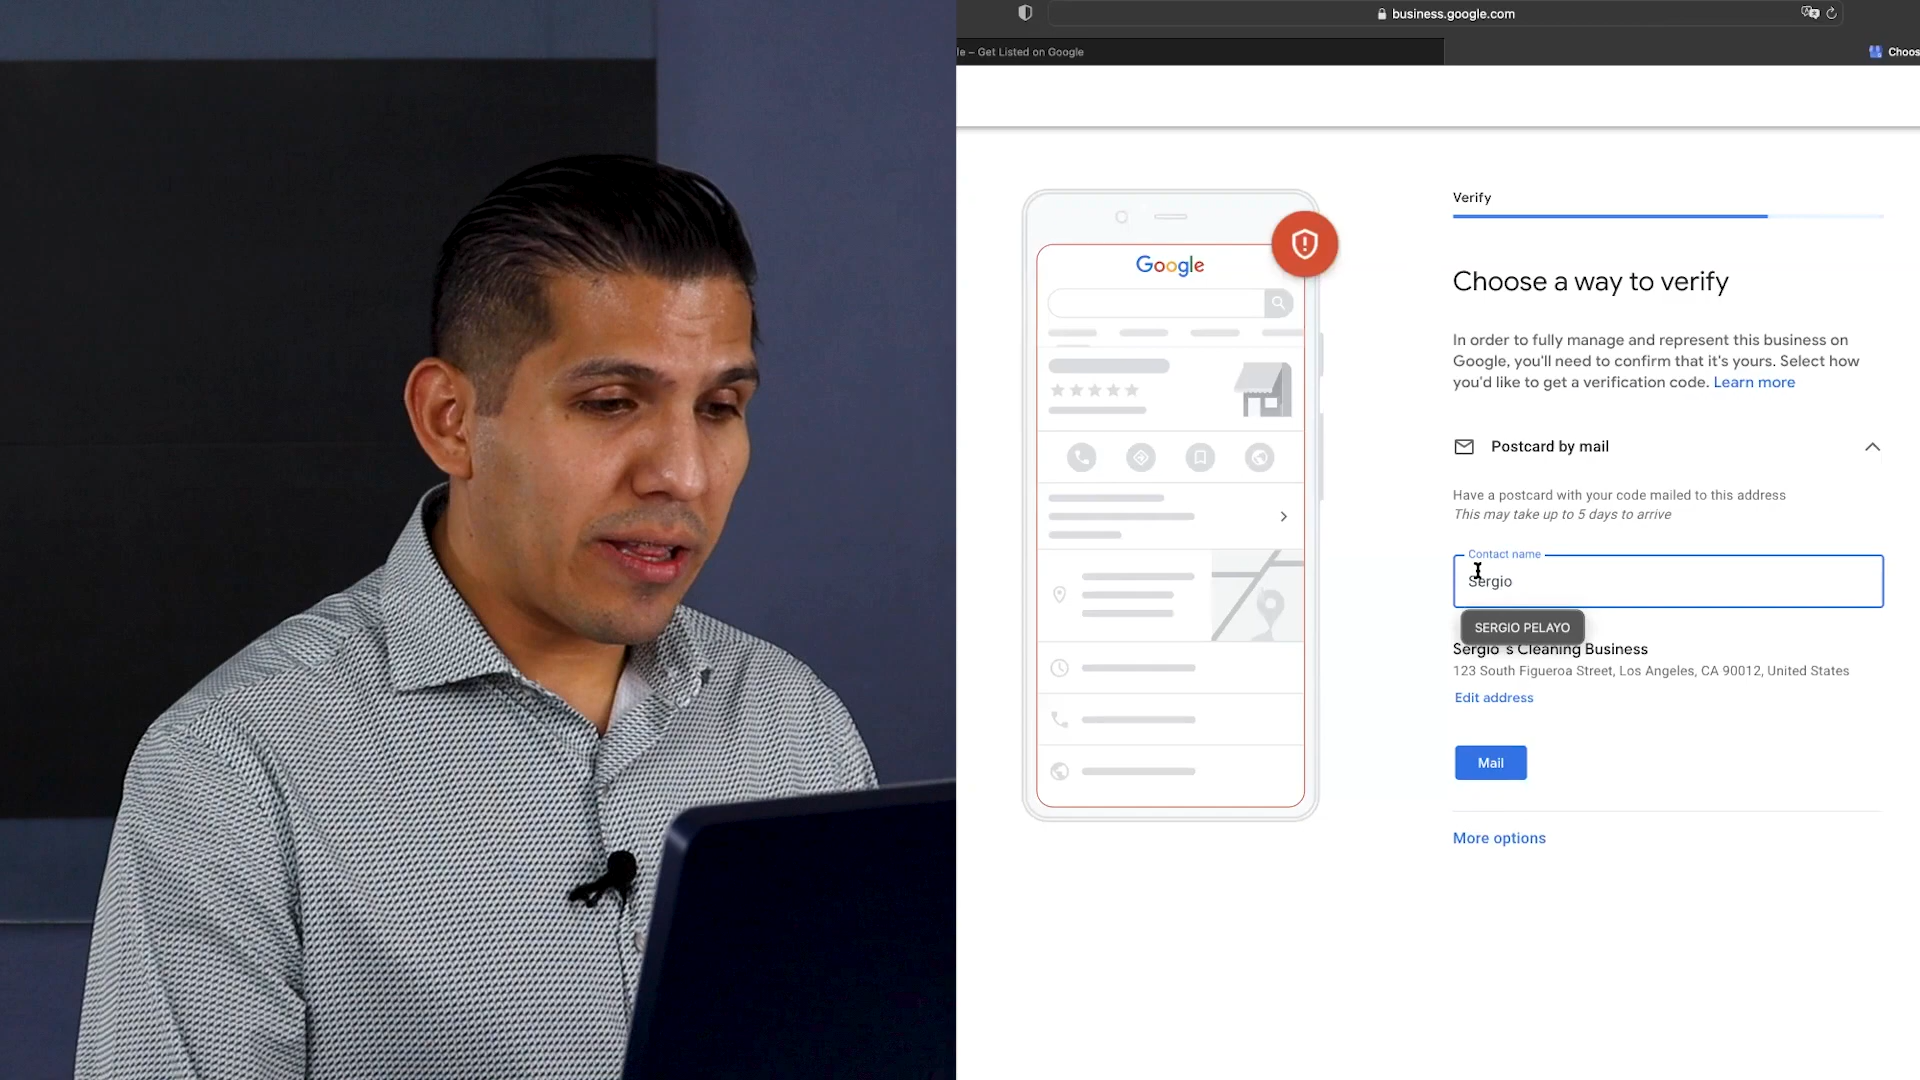 business.google.com
le – Get Listed on Google
Choos
Verify
Google
Choose a way to verify
In order to fully manage and represent this business on
Google, you'll need to confirm that it's yours. Select how
you'd like to get a verification code. Learn more
Postcard by mail
Have a postcard with your code mailed to this address
This may take up to 5 days to arrive
Contact name
Sergio
SERGIO PELAYO
Sergio s Cleaning Business
123 South Figueroa Street, Los Angeles, CA 90012, United States
Edit address
Mail
More options